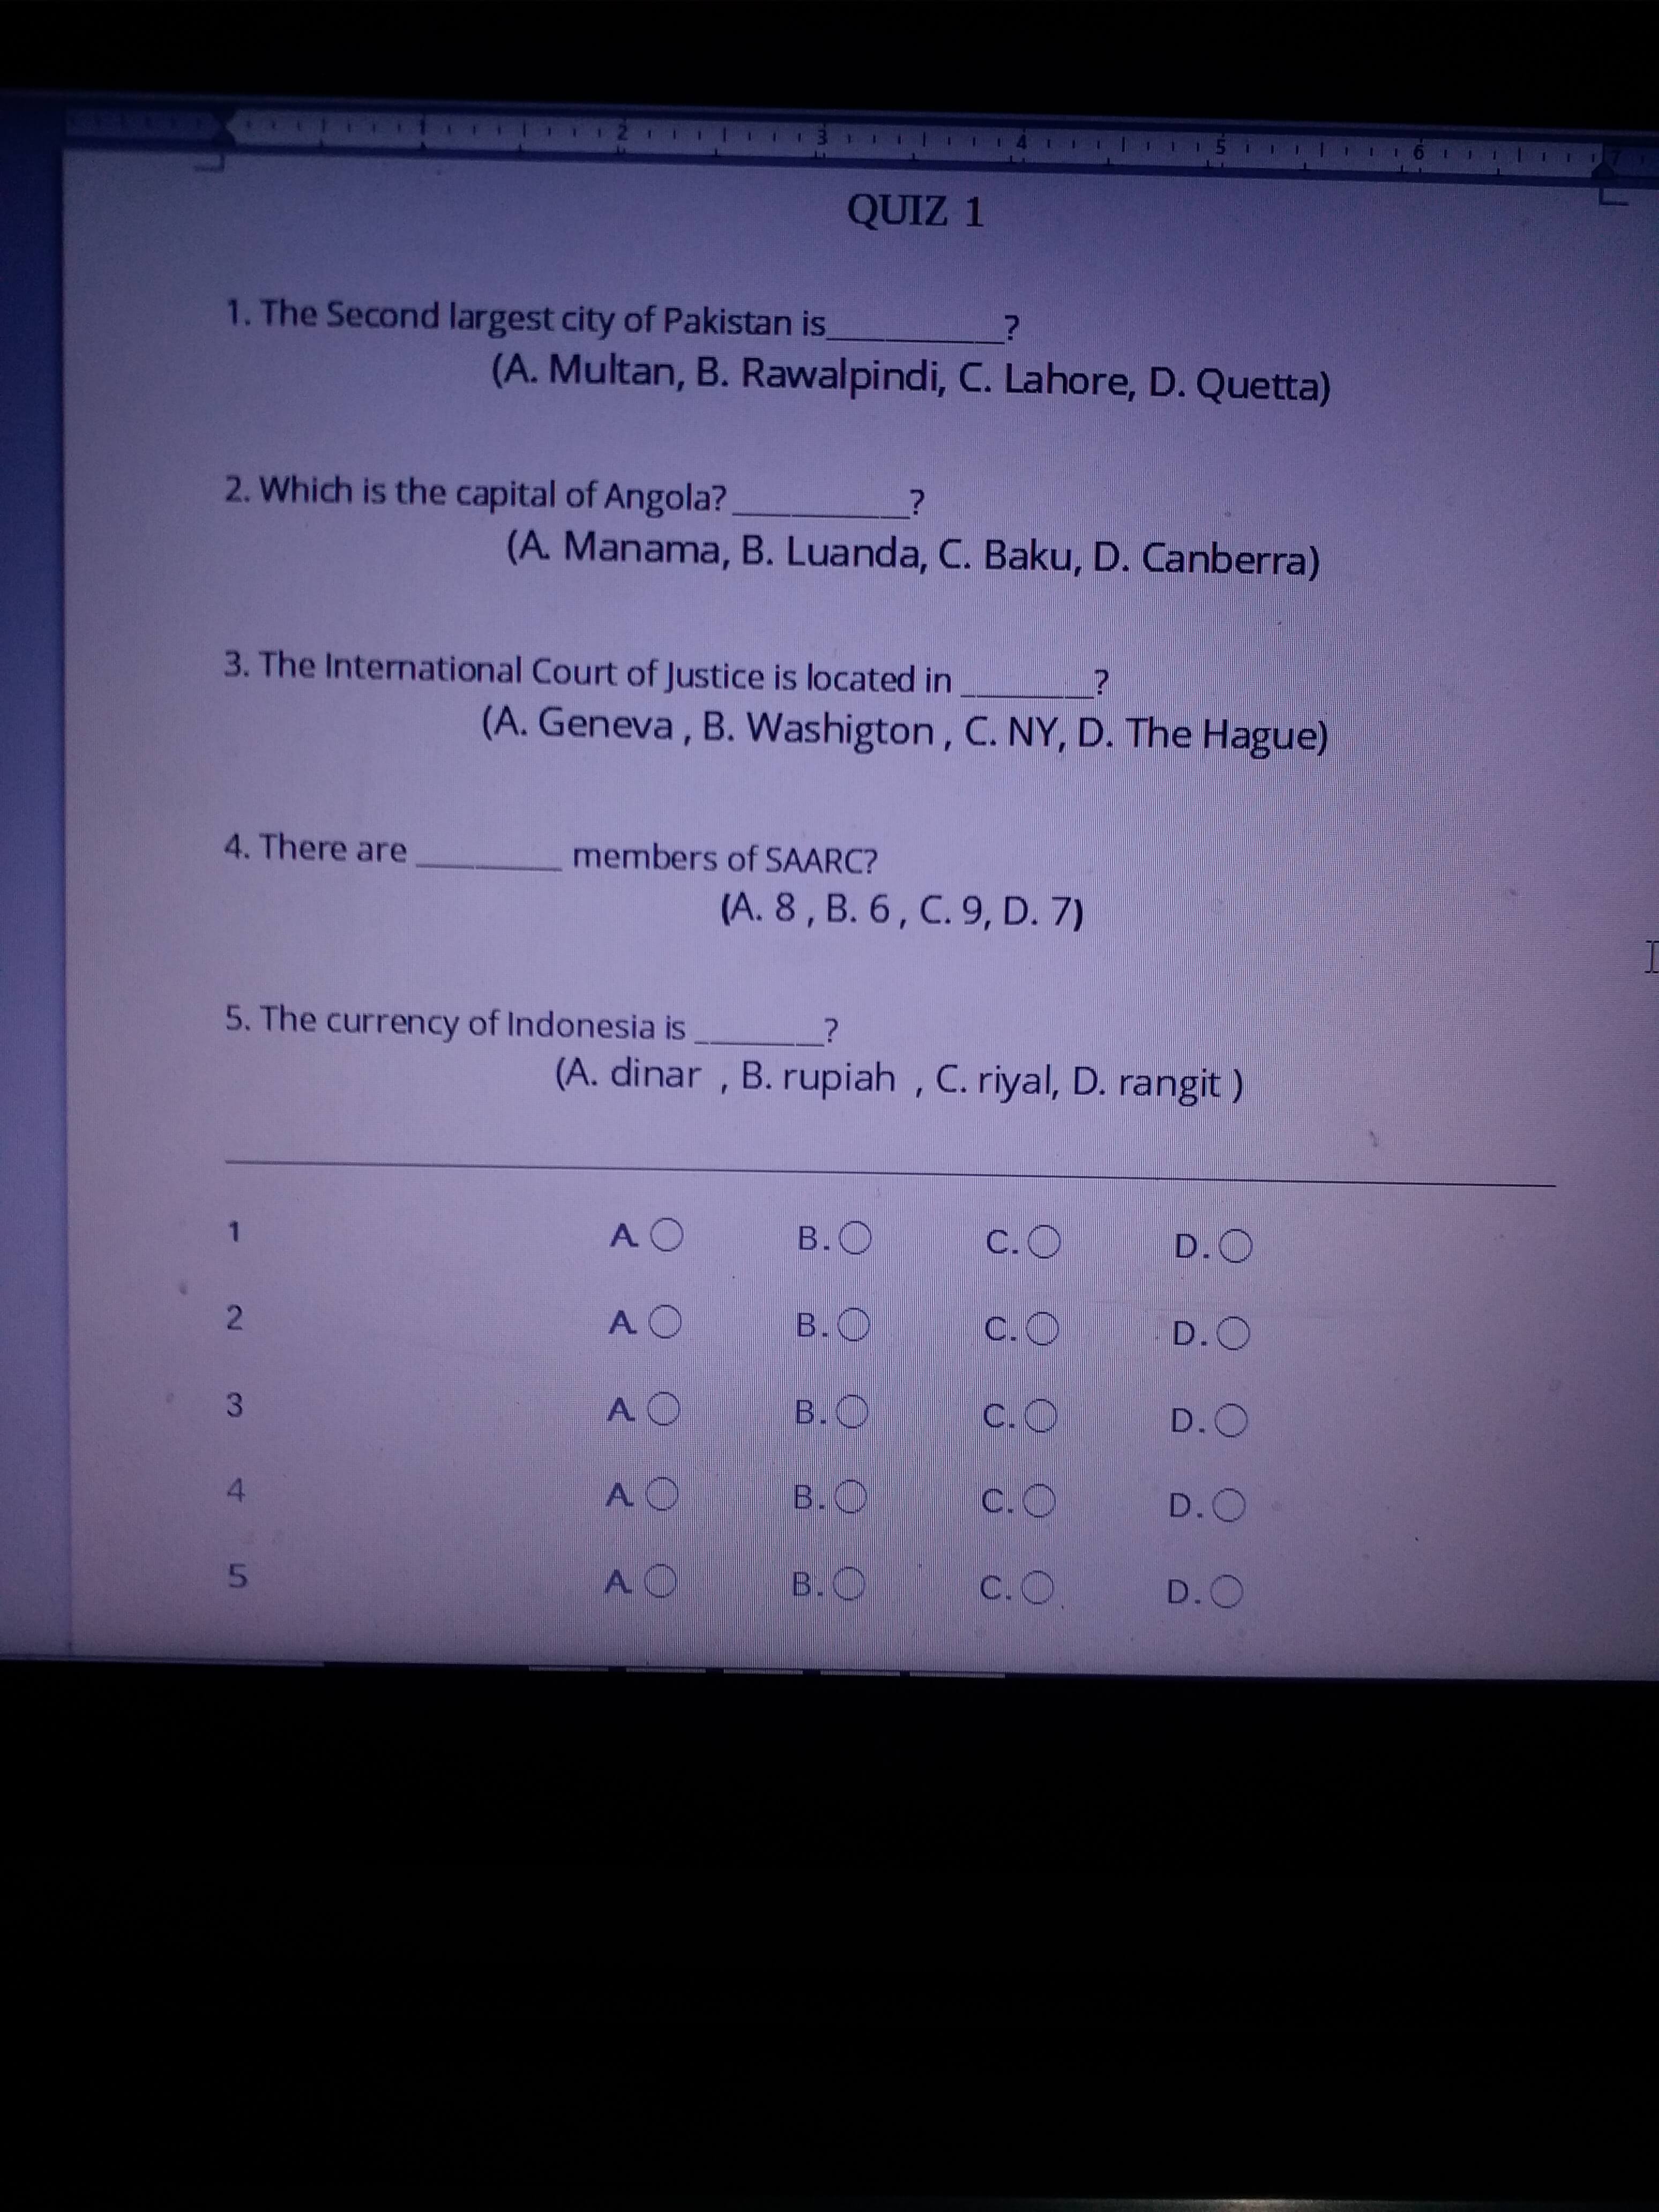 1 2 3 4 5 6 7
QUIZ 1
1. The Second largest city of Pakistan is__________?
(A. Multan, B. Rawalpindi, C. Lahore, D. Quetta)
2. Which is the capital of Angola?__________?
(A. Manama, B. Luanda, C. Baku, D. Canberra)
3. The International Court of Justice is located in _______?
(A. Geneva , B. Washigton , C. NY, D. The Hague)
4. There are ________ members of SAARC?
(A. 8 , B. 6 , C. 9, D. 7)
5. The currency of Indonesia is _______?
(A. dinar , B. rupiah , C. riyal, D. rangit )
1 A. B. C. D.
2 A. B. C. D.
3 A. B. C. D.
4 A. B. C. D.
5 A. B. C. D.